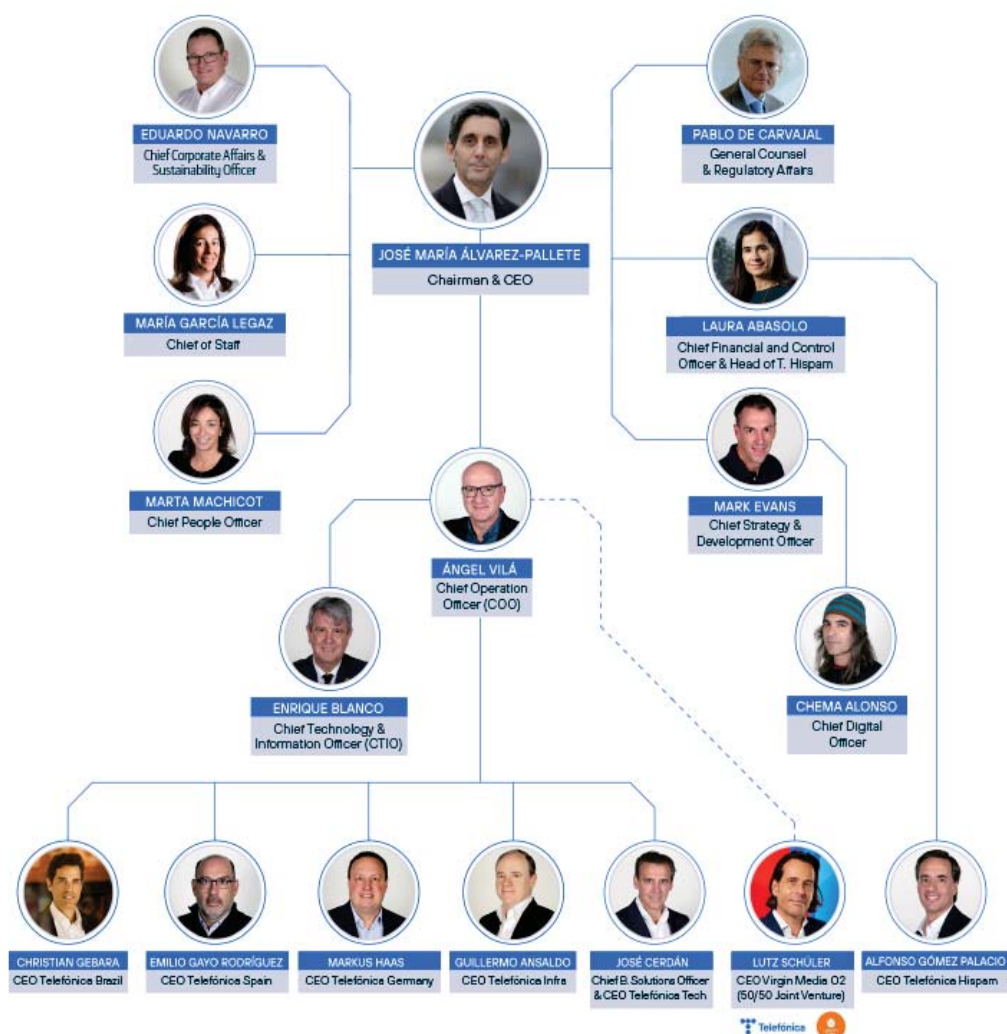 EDUARDO NAVARRO
Chief Corporate Affairs &
Sustainability Officer
PABLO DE CARVAJAL
General Counsel
& Regulatory Affairs
JOSÉ MARÍA ÁLVAREZ-PALLETE
Chairman & CEO
MARÍA GARCÍA LEGAZ
Chief of Staff
LAURA ABASOLO
Chief Financial and Control
Officer & Head of T. Hispam
MARTA MACHICOT
Chief People Officer
MARK EVANS
Chief Strategy &
Development Officer
ÁNGEL VILÁ
Chief Operation
Officer (COO)
ENRIQUE BLANCO
Chief Technology &
Information Officer (CTIO)
CHEMA ALONSO
Chief Digital
Officer
CHRISTIAN GEBARA
CEO Telefónica Brazil
EMILIO GAYO RODRÍGUEZ
CEO Telefónica Spain
MARKUS HAAS
CEO Telefónica Germany
GUILLERMO ANSALDO
CEO Telefónica Infra
JOSÉ CERDÁN
Chief B. Solutions Officer
& CEO Telefónica Tech
LUTZ SCHÜLER
CEO Virgin Media O2
(50/50 Joint Venture)
Telefónica
ALFONSO GÓMEZ PALACIO
CEO Telefónica Hispam